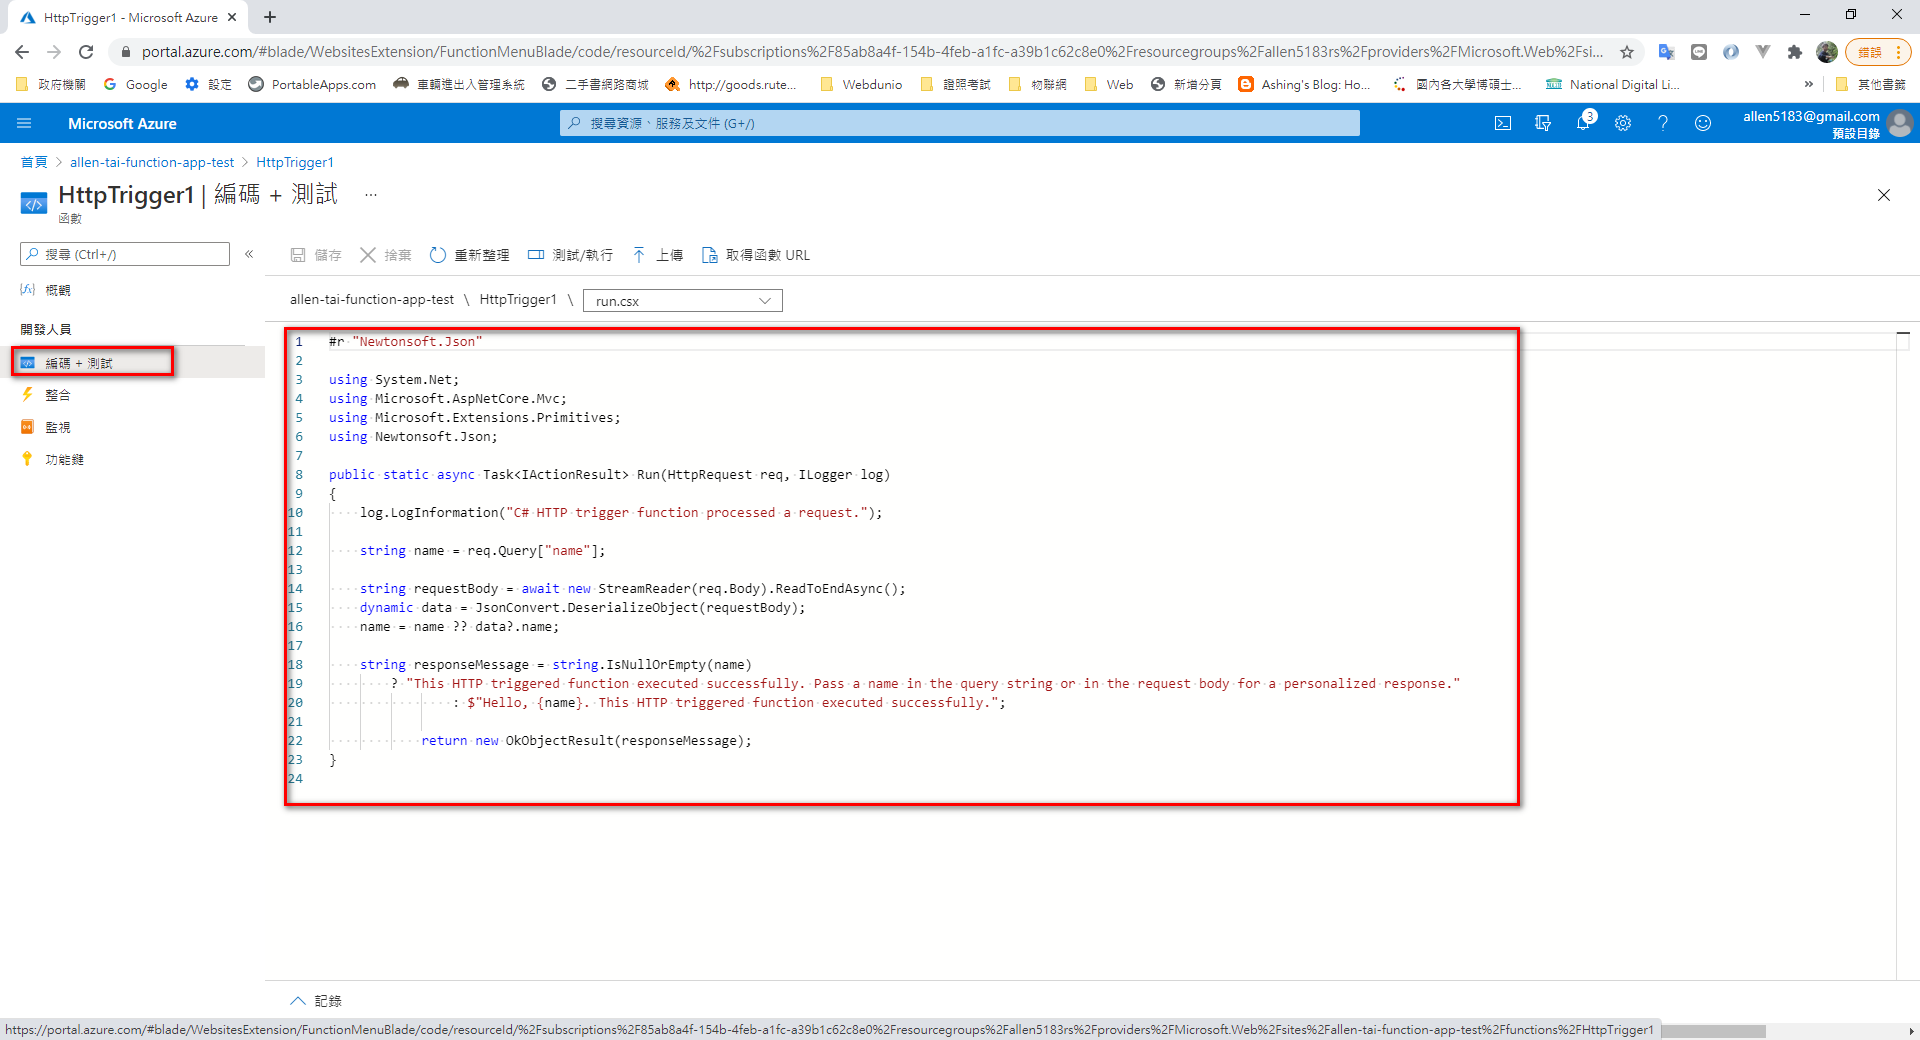 HttpTrigger1 - Microsoft Azure
portal.azure.com/#blade/WebsitesExtension/FunctionMenuBlade/code/resourceId/%2Fsubscriptions%2F85ab8a4f-154b-4feb-a1fc-a39b1c62c8e0%2Fresourcegroups%2Fallen5183rs%2Fproviders%2FMicrosoft.Web%2Fsi...
錯誤
政府機關 Google 設定 PortableApps.com 車輛進出入管理系統 二手書網路商城 http://goods.rute... Webdunio 證照考試 物聯網 Web 新增分頁 Ashing's Blog: Ho... 國內各大學博碩士... National Digital Li... » 其他書籤
Microsoft Azure
搜尋資源、服務及文件 (G+/)
3
allen5183@gmail.com
預設目錄
首頁 > allen-tai-function-app-test > HttpTrigger1
HttpTrigger1 | 編碼 + 測試 ...
函數
搜尋 (Ctrl+/)
«
儲存 捨棄 重新整理 測試/執行 上傳 取得函數 URL
概觀
開發人員
編碼 + 測試
整合
監視
功能鍵
allen-tai-function-app-test \ HttpTrigger1 \ run.csx
1 #r "Newtonsoft.Json"
2
3 using System.Net;
4 using Microsoft.AspNetCore.Mvc;
5 using Microsoft.Extensions.Primitives;
6 using Newtonsoft.Json;
7
8 public static async Task<IActionResult> Run(HttpRequest req, ILogger log)
9 {
10 log.LogInformation("C# HTTP trigger function processed a request.");
11
12 string name = req.Query["name"];
13
14 string requestBody = await new StreamReader(req.Body).ReadToEndAsync();
15 dynamic data = JsonConvert.DeserializeObject(requestBody);
16 name = name ?? data?.name;
17
18 string responseMessage = string.IsNullOrEmpty(name)
19 ? "This HTTP triggered function executed successfully. Pass a name in the query string or in the request body for a personalized response."
20 : $"Hello, {name}. This HTTP triggered function executed successfully.";
21
22 return new OkObjectResult(responseMessage);
23 }
24
記錄
https://portal.azure.com/#blade/WebsitesExtension/FunctionMenuBlade/code/resourceId/%2Fsubscriptions%2F85ab8a4f-154b-4feb-a1fc-a39b1c62c8e0%2Fresourcegroups%2Fallen5183rs%2Fproviders%2FMicrosoft.Web%2Fsites%2Fallen-tai-function-app-test%2Ffunctions%2FHttpTrigger1